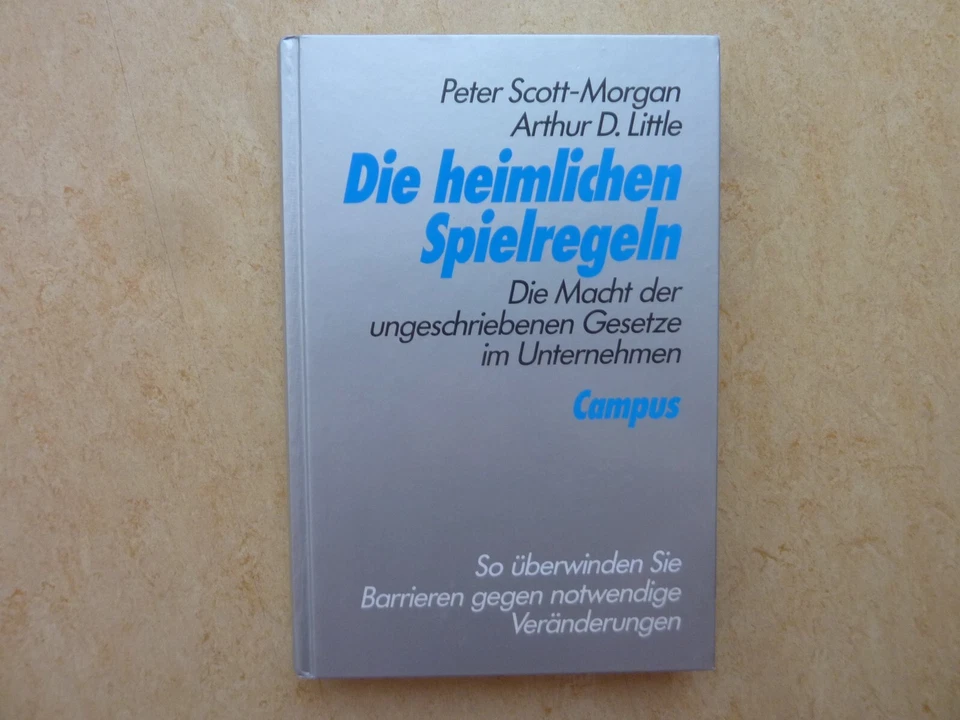 Peter Scott-Morgan
Arthur D. Little
Die heimlichen
Spielregeln
Die Macht der
ungeschriebenen Gesetze
im Unternehmen
Campus
So überwinden Sie
Barrieren gegen notwendige
Veränderungen